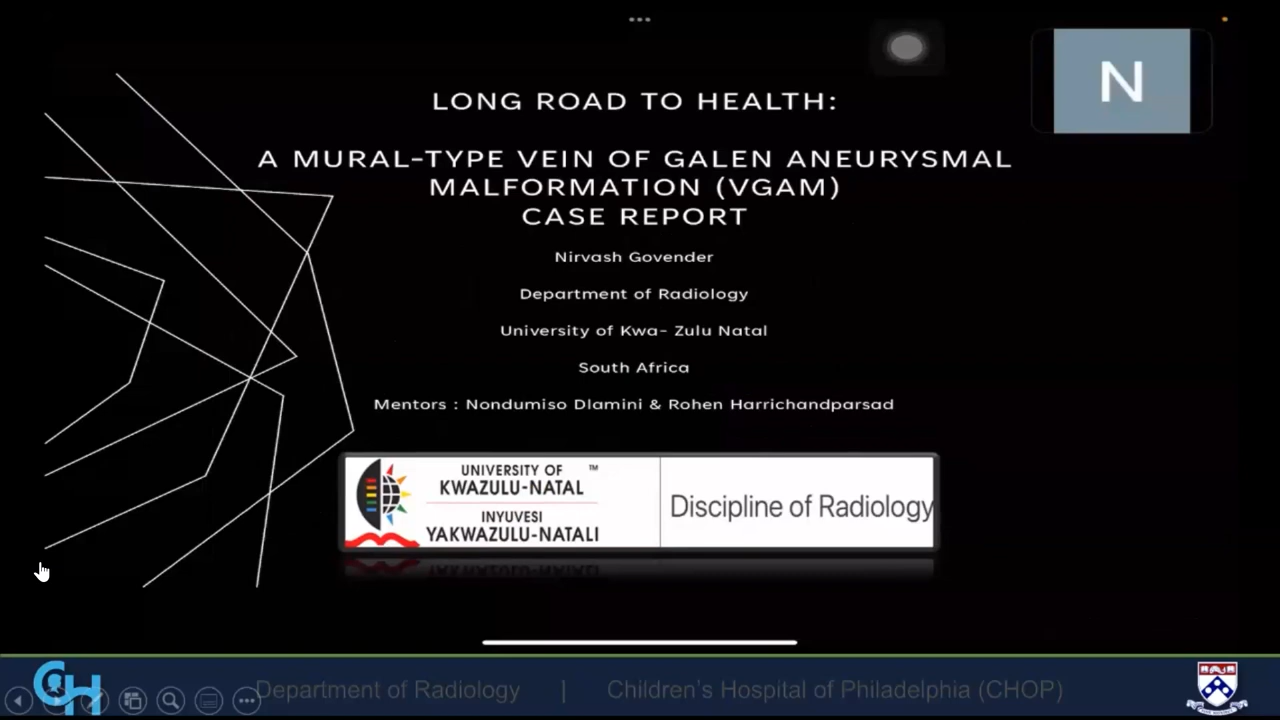 N
LONG ROAD TO HEALTH:
A MURAL-TYPE VEIN OF GALEN ANEURYSMAL
MALFORMATION (VGAM)
CASE REPORT
Nirvash Govender
Department of Radiology
University of Kwa- Zulu Natal
South Africa
Mentors : Nondumiso Dlamini & Rohen Harrichandparsad
UNIVERSITY OF ™
KWAZULU-NATAL
INYUVESI
YAKWAZULU-NATALI
Discipline of Radiology
CH
Department of Radiology | Children's Hospital of Philadelphia (CHOP)